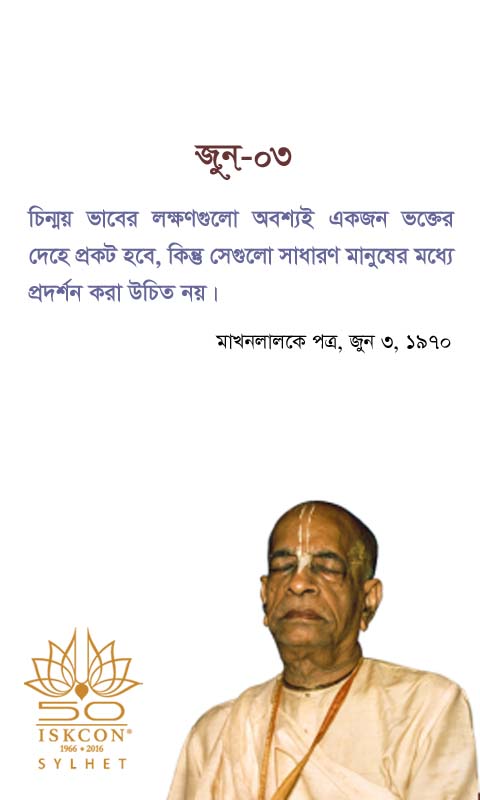 জুন-০৩
চিন্ময় ভাবের লক্ষণগুলো অবশ্যই একজন ভক্তের
দেহে প্রকট হবে, কিন্তু সেগুলো সাধারণ মানুষের মধ্যে
প্রদর্শন করা উচিত নয়।
মাখনলালকে পত্র, জুন ৩, ১৯৭০
50
ISKCON®
1966 • 2016
SYLHET